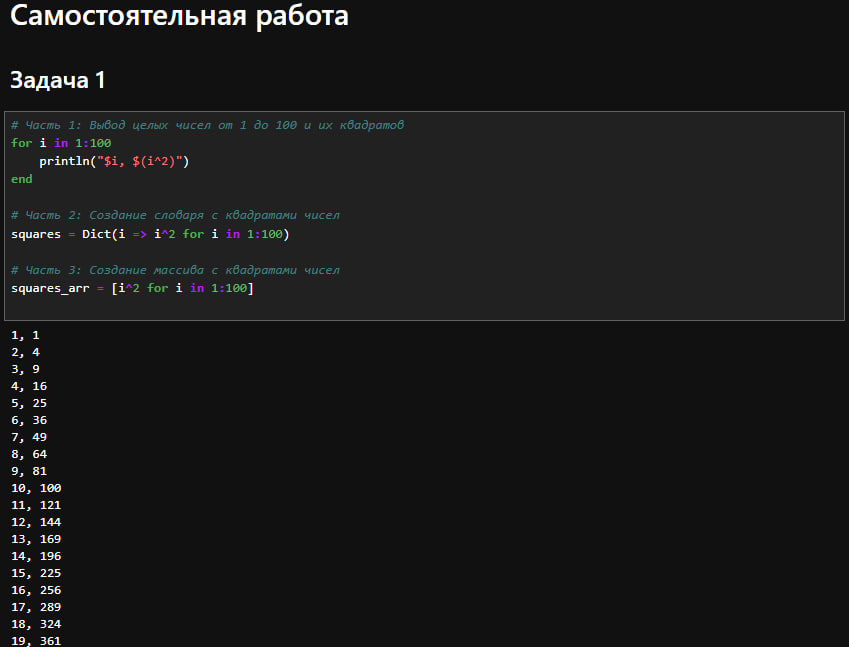 Самостоятельная работа
Задача 1
# Часть 1: Вывод целых чисел от 1 до 100 и их квадратов
for i in 1:100
    println("$i, $(i^2)")
end
# Часть 2: Создание словаря с квадратами чисел
squares = Dict(i => i^2 for i in 1:100)
# Часть 3: Создание массива с квадратами чисел
squares_arr = [i^2 for i in 1:100]
1, 1
2, 4
3, 9
4, 16
5, 25
6, 36
7, 49
8, 64
9, 81
10, 100
11, 121
12, 144
13, 169
14, 196
15, 225
16, 256
17, 289
18, 324
19, 361